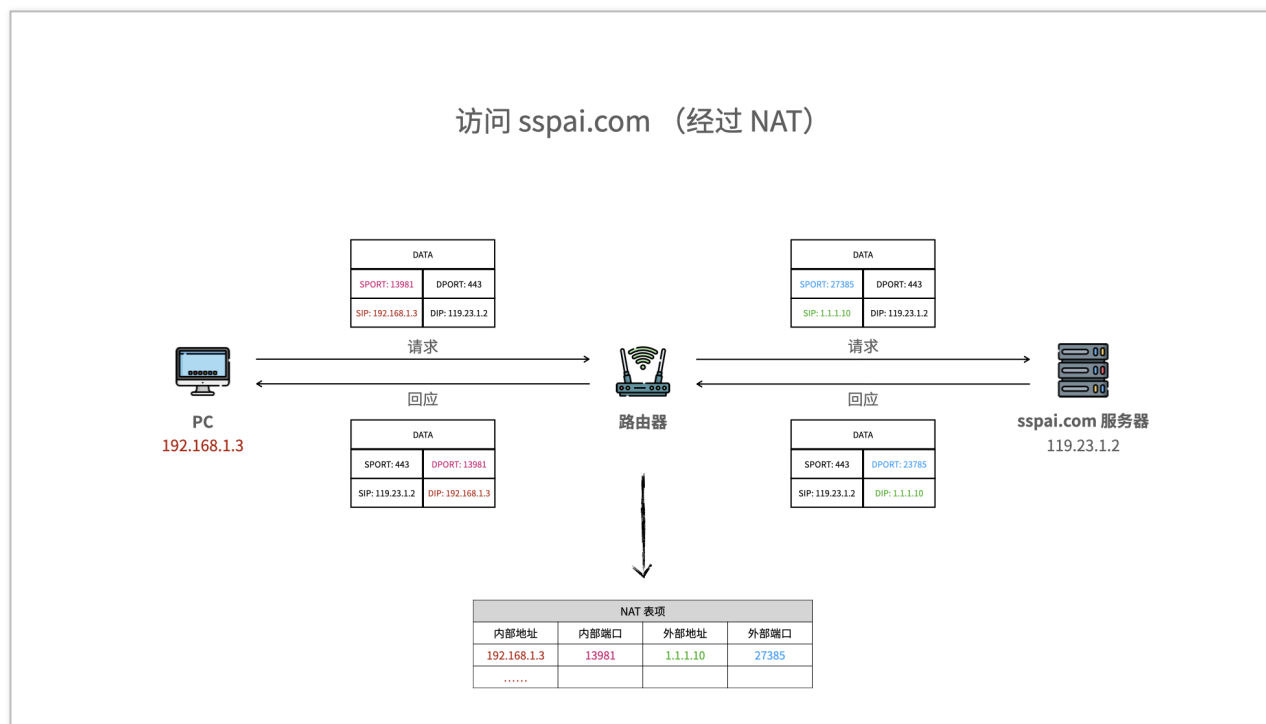 访问 sspai.com （经过 NAT）
DATA
SPORT: 13981 DPORT: 443
SIP: 192.168.1.3 DIP: 119.23.1.2
DATA
SPORT: 27385 DPORT: 443
SIP: 1.1.1.10 DIP: 119.23.1.2
请求
请求
回应
回应
PC
192.168.1.3
路由器
sspai.com 服务器
119.23.1.2
DATA
SPORT: 443 DPORT: 13981
SIP: 119.23.1.2 DIP: 192.168.1.3
DATA
SPORT: 443 DPORT: 23785
SIP: 119.23.1.2 DIP: 1.1.1.10
NAT 表项
内部地址 内部端口 外部地址 外部端口
192.168.1.3 13981 1.1.1.10 27385
……